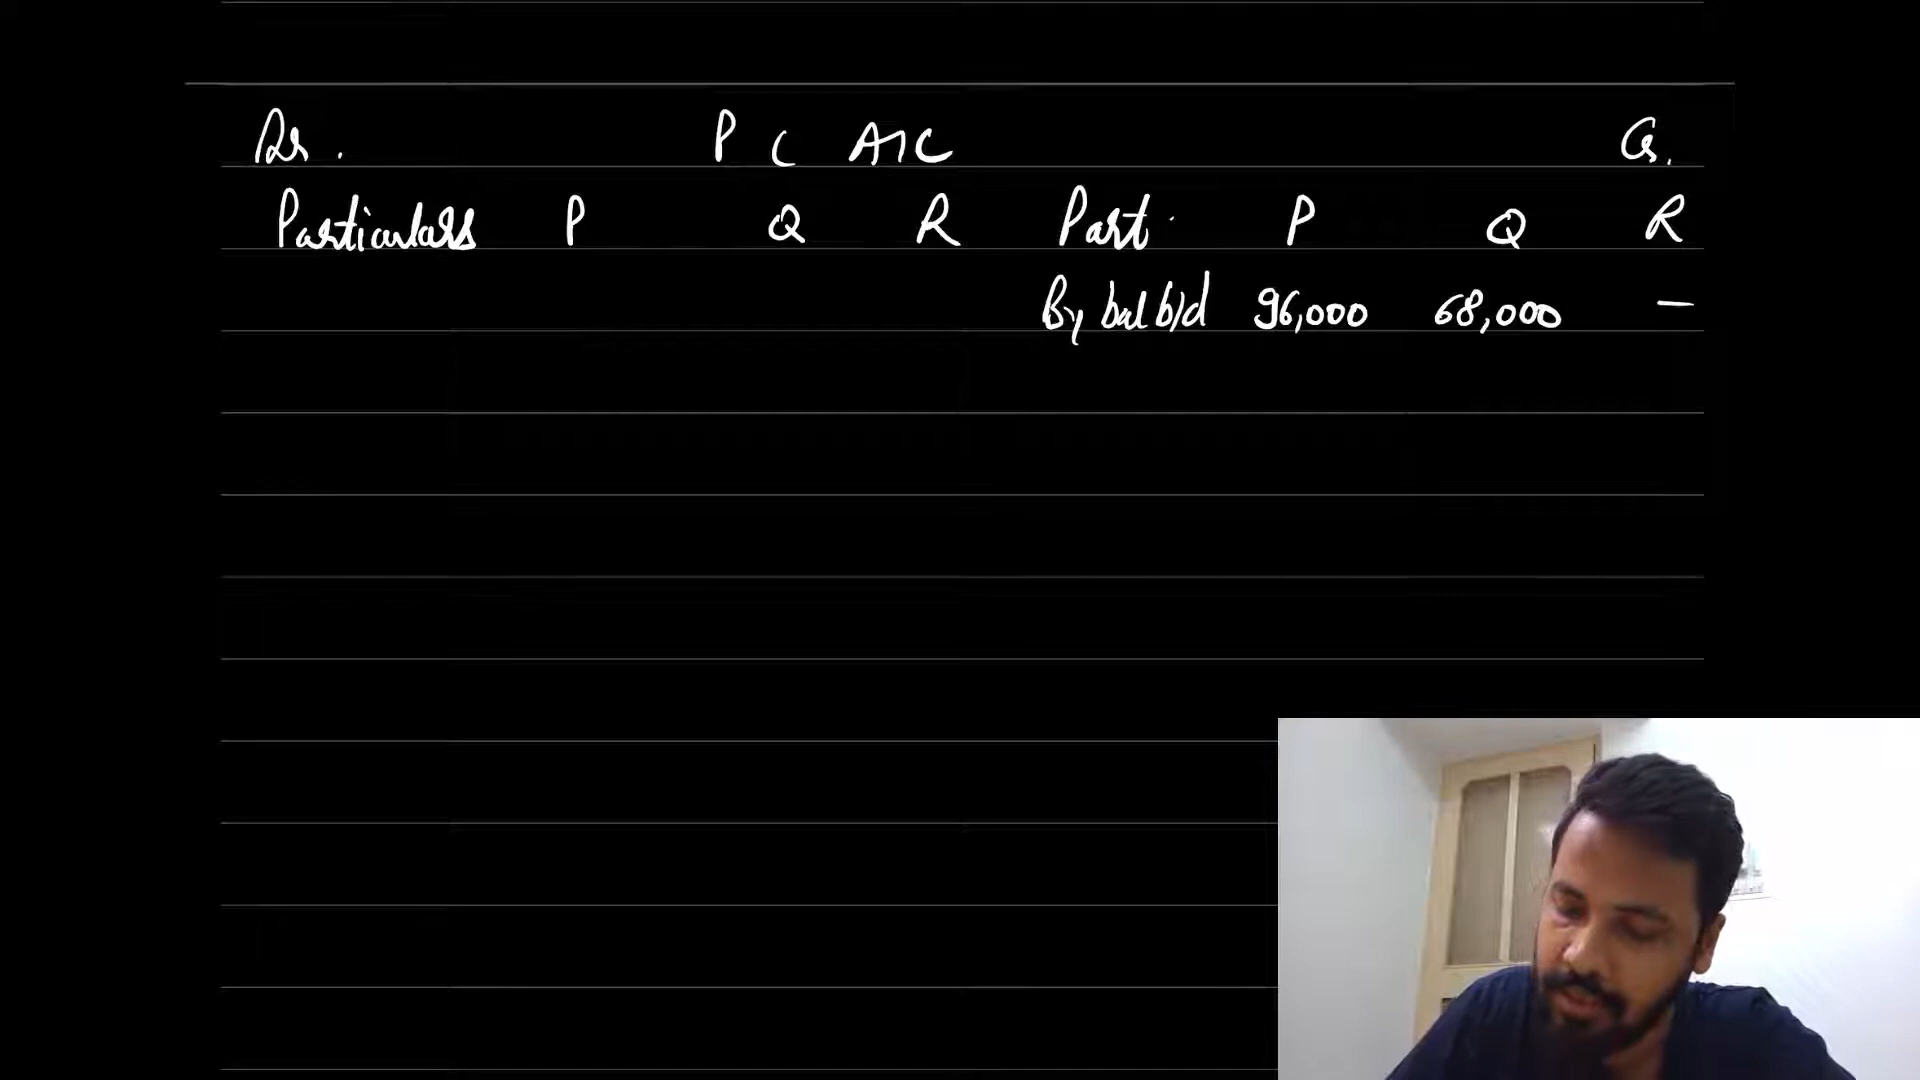 Dr. P C A/C Cr.
Particulars P Q R Part. P Q R
By bal b/d 96,000 68,000 —